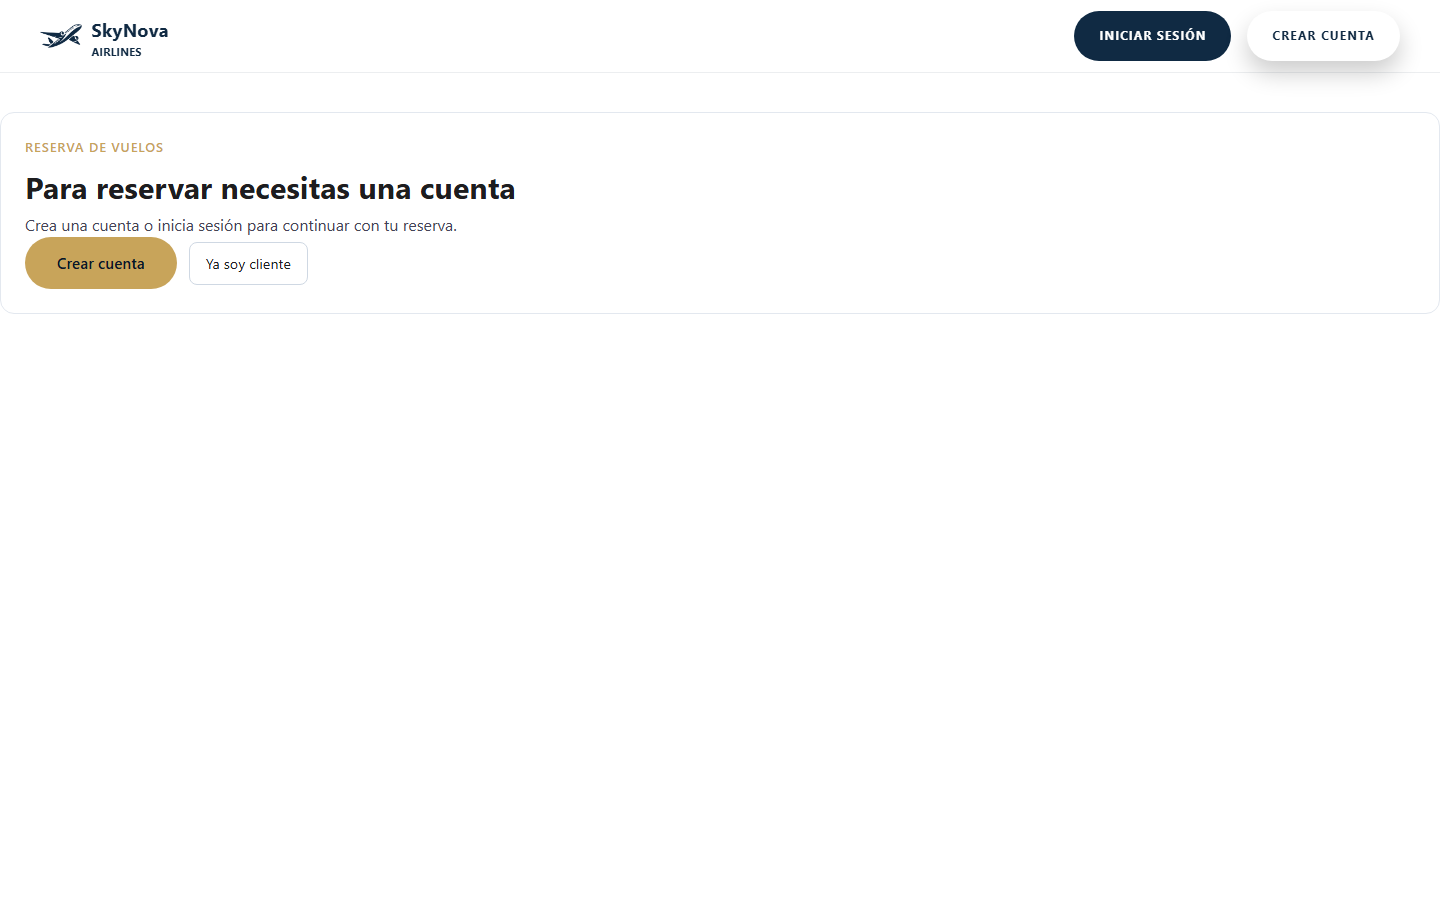 SkyNova
AIRLINES
INICIAR SESIÓN
CREAR CUENTA
RESERVA DE VUELOS
Para reservar necesitas una cuenta
Crea una cuenta o inicia sesión para continuar con tu reserva.
Crear cuenta
Ya soy cliente